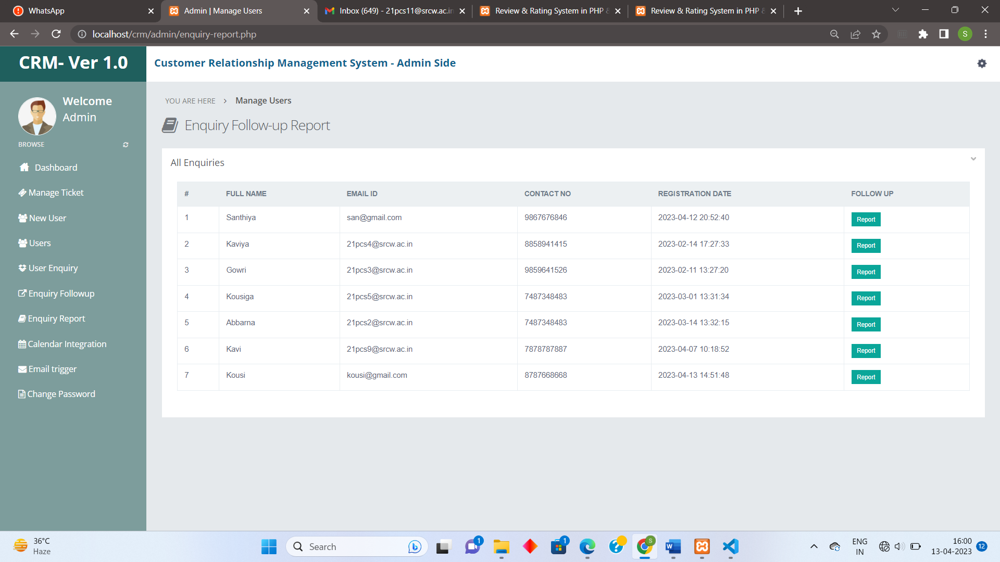 WhatsApp
Admin | Manage Users
Inbox (649) - 21pcs11@srcw.ac.in
Review & Rating System in PHP &
Review & Rating System in PHP &
localhost/crm/admin/enquiry-report.php
S
CRM- Ver 1.0
Customer Relationship Management System - Admin Side
Welcome
Admin
BROWSE
Dashboard
Manage Ticket
New User
Users
User Enquiry
Enquiry Followup
Enquiry Report
Calendar Integration
Email trigger
Change Password
YOU ARE HERE > Manage Users
Enquiry Follow-up Report
All Enquiries
# FULL NAME EMAIL ID CONTACT NO REGISTRATION DATE FOLLOW UP
1 Santhiya san@gmail.com 9867676846 2023-04-12 20:52:40 Report
2 Kaviya 21pcs4@srcw.ac.in 8858941415 2023-02-14 17:27:33 Report
3 Gowri 21pcs3@srcw.ac.in 9859641526 2023-02-11 13:27:20 Report
4 Kousiga 21pcs5@srcw.ac.in 7487348483 2023-03-01 13:31:34 Report
5 Abbarna 21pcs2@srcw.ac.in 7487348483 2023-03-14 13:32:15 Report
6 Kavi 21pcs9@srcw.ac.in 7878787887 2023-04-07 10:18:52 Report
7 Kousi kousi@gmail.com 8787668668 2023-04-13 14:51:48 Report
36°C
Haze
Search
1
1
S
W
ENG
IN
16:00
13-04-2023
12